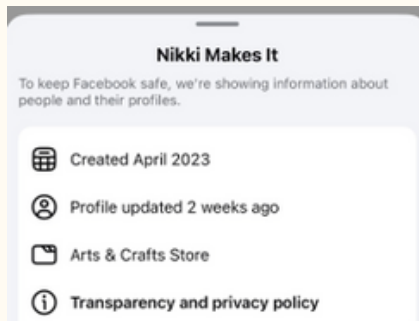 Nikki Makes It
To keep Facebook safe, we're showing information about
people and their profiles.
Created April 2023
Profile updated 2 weeks ago
Arts & Crafts Store
Transparency and privacy policy